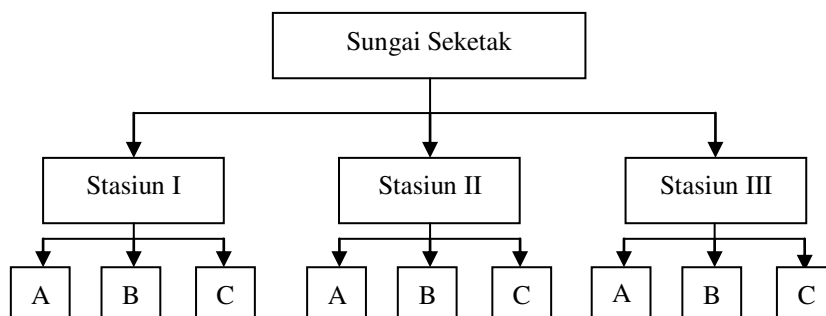 Sungai Seketak
Stasiun I Stasiun II Stasiun III
A B C A B C A B C